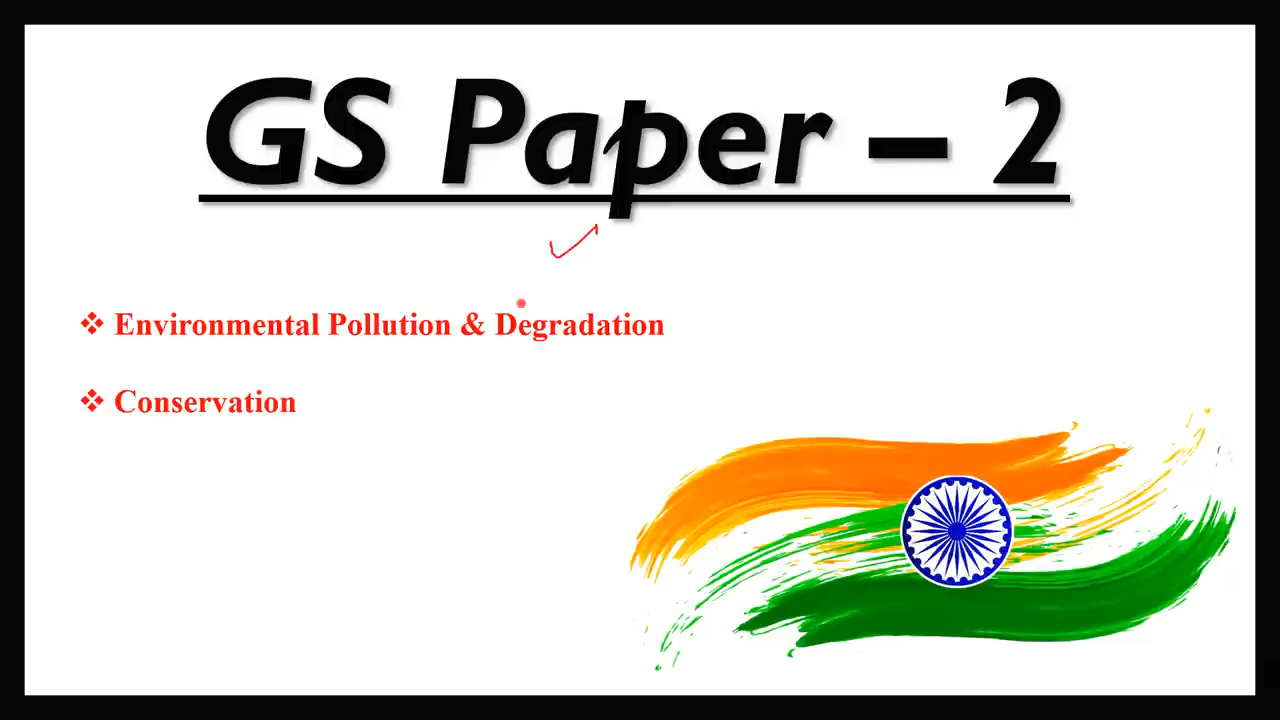 GS Paper – 2
❖ Environmental Pollution & Degradation
❖ Conservation